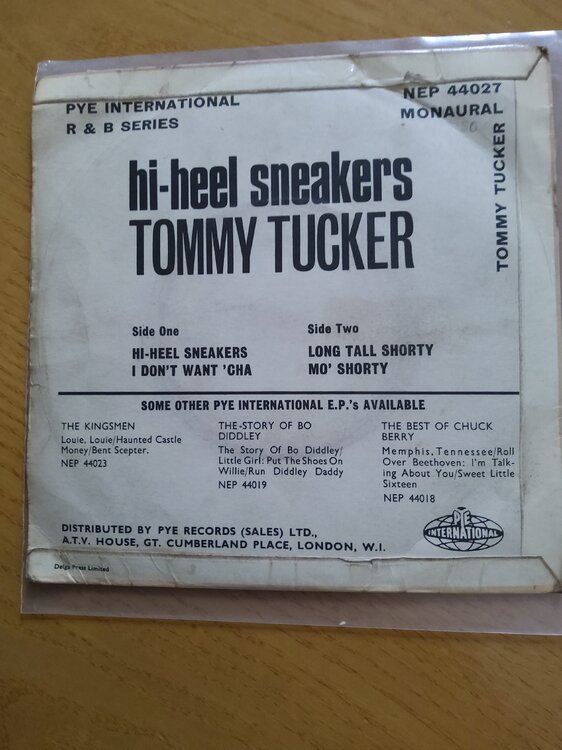 PYE INTERNATIONAL
R & B SERIES
NEP 44027
MONAURAL
TOMMY TUCKER
hi-heel sneakers
TOMMY TUCKER
Side One
HI-HEEL SNEAKERS
I DON'T WANT 'CHA
Side Two
LONG TALL SHORTY
MO' SHORTY
SOME OTHER PYE INTERNATIONAL E.P.'s AVAILABLE
THE KINGSMEN
Louie, Louie/Haunted Castle
Money/Bent Scepter.
NEP 44023
THE-STORY OF BO
DIDDLEY
The Story Of Bo Diddley/
Little Girl: Put The Shoes On
Willie/Run Diddley Daddy
NEP 44019
THE BEST OF CHUCK
BERRY
Memphis, Tennessee/Roll
Over Beethoven: I'm Talk-
ing About You/Sweet Little
Sixteen
NEP 44018
DISTRIBUTED BY PYE RECORDS (SALES) LTD.,
A.T.V. HOUSE, GT. CUMBERLAND PLACE, LONDON, W.I.
PYE
INTERNATIONAL
Delga Press Limited